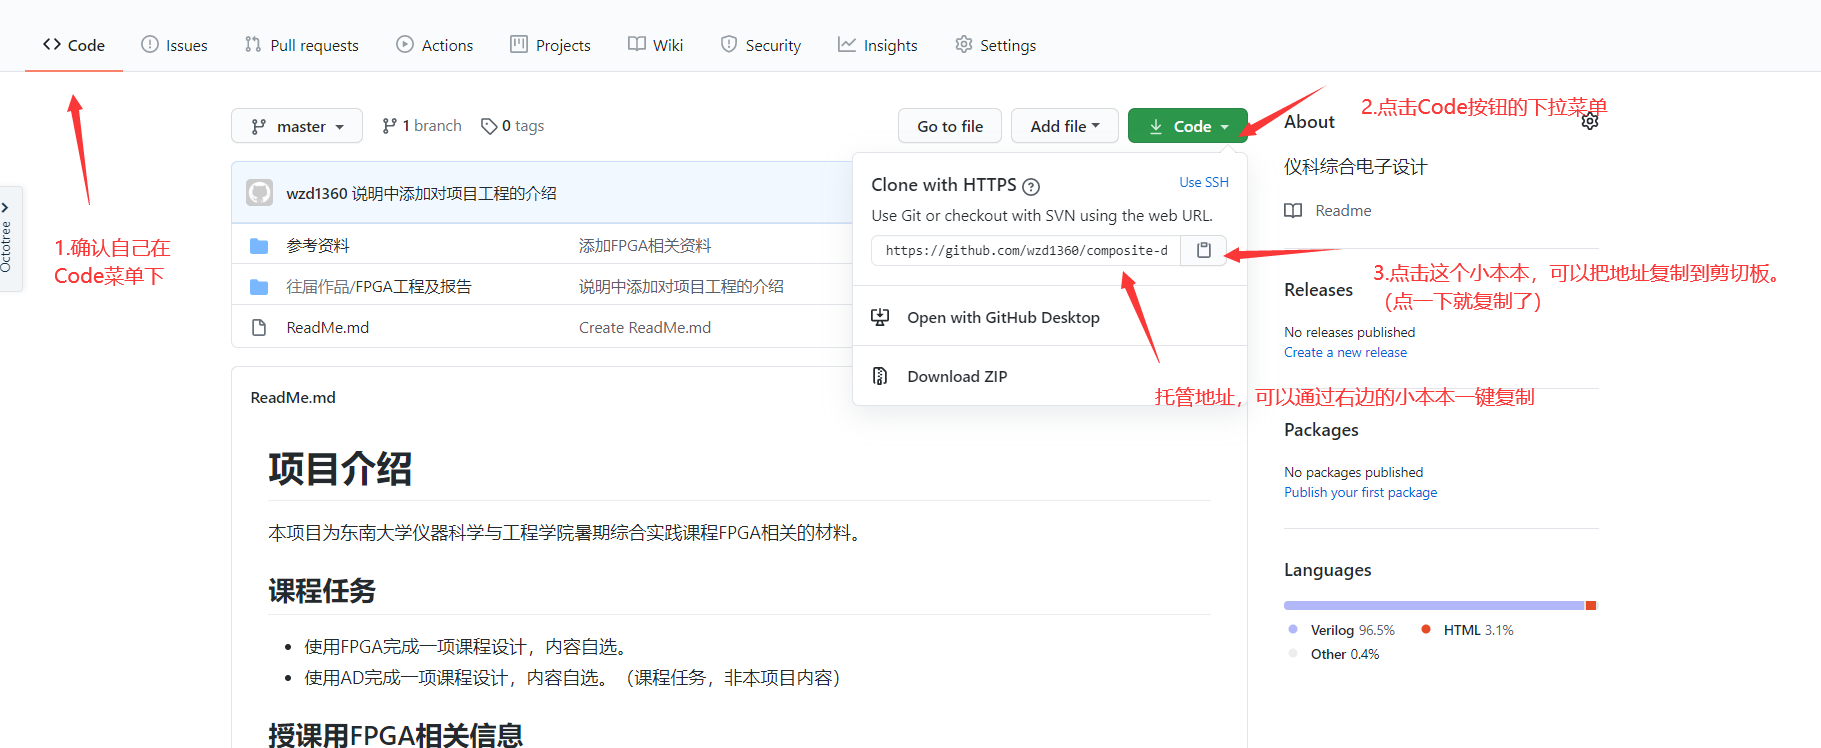 Code
Issues
Pull requests
Actions
Projects
Wiki
Security
Insights
Settings
Octotree
1.确认自己在
Code菜单下
master
1 branch
0 tags
Go to file
Add file
Code
2.点击Code按钮的下拉菜单
wzd1360 说明中添加对项目工程的介绍
参考资料
添加FPGA相关资料
往届作品/FPGA工程及报告
说明中添加对项目工程的介绍
ReadMe.md
Create ReadMe.md
Clone with HTTPS
Use SSH
Use Git or checkout with SVN using the web URL.
https://github.com/wzd1360/composite-d
Open with GitHub Desktop
Download ZIP
3.点击这个小本本，可以把地址复制到剪切板。
（点一下就复制了）
托管地址，可以通过右边的小本本一键复制
About
仪科综合电子设计
Readme
Releases
No releases published
Create a new release
Packages
No packages published
Publish your first package
Languages
Verilog 96.5%
HTML 3.1%
Other 0.4%
ReadMe.md
项目介绍
本项目为东南大学仪器科学与工程学院暑期综合实践课程FPGA相关的材料。
课程任务
使用FPGA完成一项课程设计，内容自选。
使用AD完成一项课程设计，内容自选。（课程任务，非本项目内容）
授课用FPGA相关信息